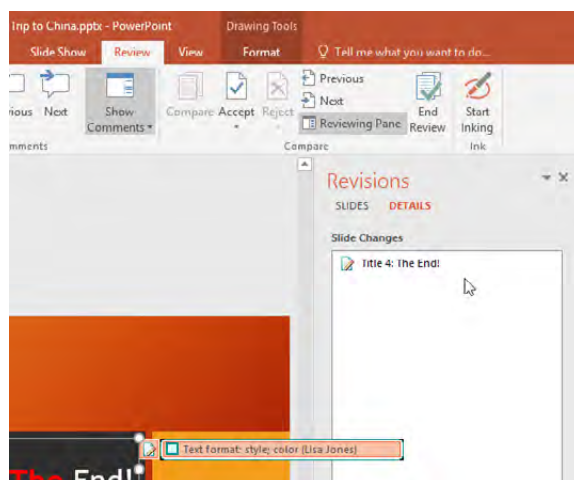 Trip to China.pptx - PowerPoint
Drawing Tools
Slide Show Review View Format Tell me what you want to do...
Previous
Next
Reviewing Pane
Next
Show
Comments
Compare Accept Reject
End
Review
Start
Inking
Compare
Ink
Revisions
SLIDES DETAILS
Slide Changes
Title 4: The End!
Text format: style; color (Lisa Jones)
The End!